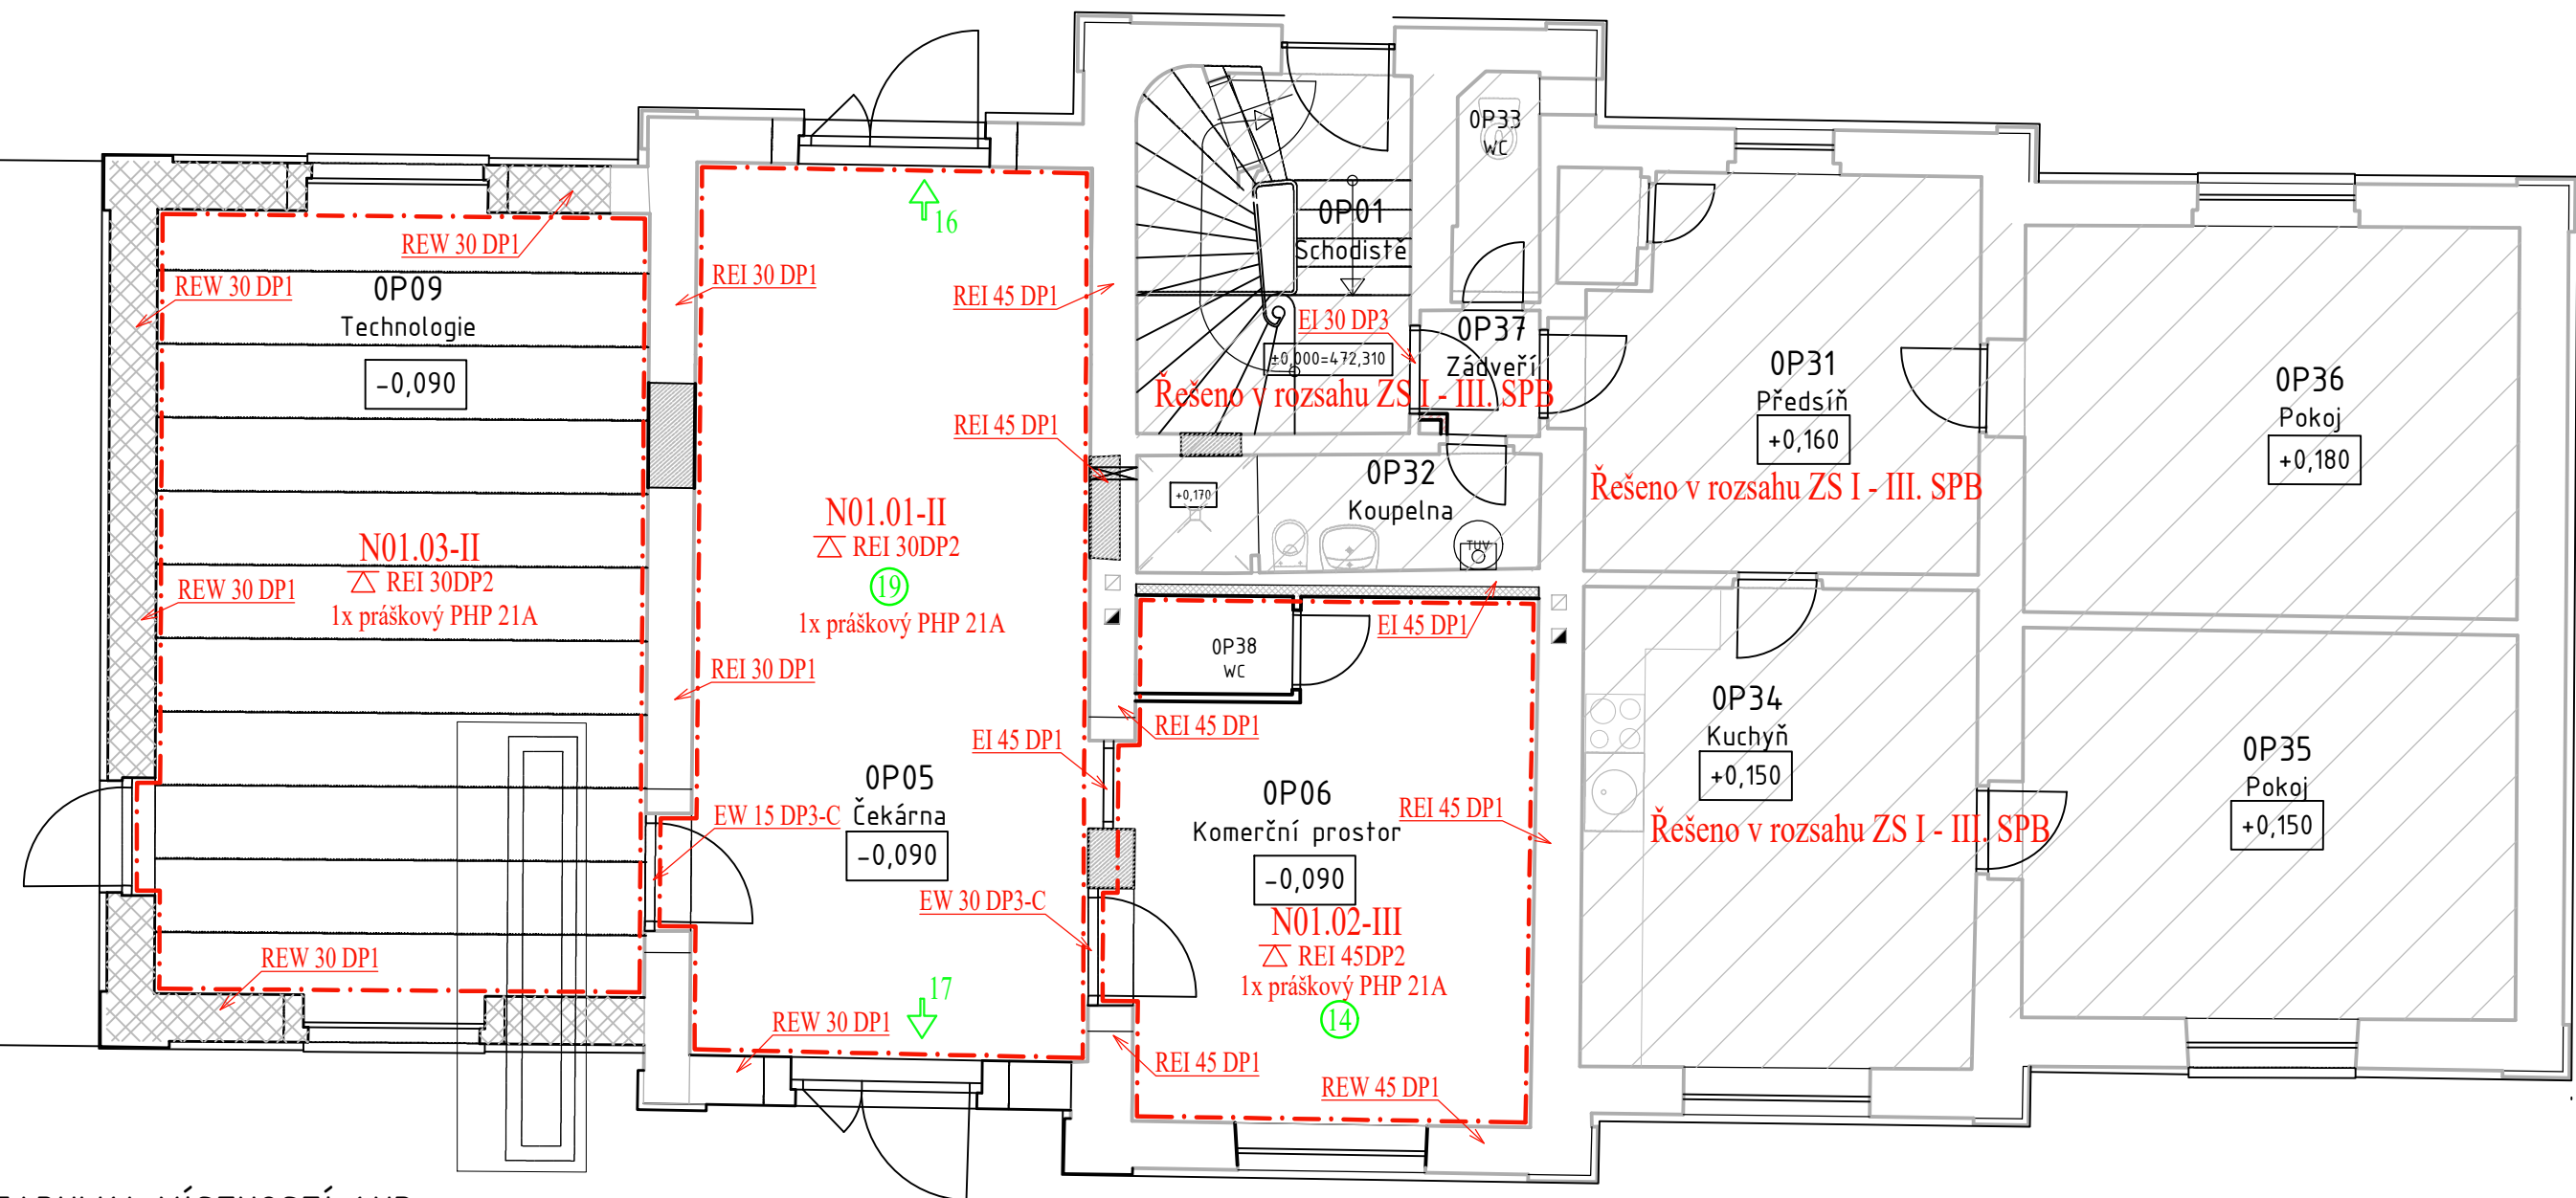 0P33
WC
16
0P01
Schodiště
REW 30 DP1
REI 30 DP1
REW 30 DP1
0P09
Technologie
-0,090
REI 45 DP1
EI 30 DP3
0P37
Zádveří
±0,000=472,310
Řešeno v rozsahu ZS I - III. SPB
0P31
Předsíň
+0,160
Řešeno v rozsahu ZS I - III. SPB
0P36
Pokoj
+0,180
REI 45 DP1
0P32
Koupelna
+0,170
TUV
N01.03-II
REI 30DP2
1x práškový PHP 21A
REW 30 DP1
N01.01-II
REI 30DP2
19
1x práškový PHP 21A
EI 45 DP1
0P38
WC
REI 30 DP1
REI 45 DP1
EI 45 DP1
0P34
Kuchyň
+0,150
Řešeno v rozsahu ZS I - III. SPB
0P35
Pokoj
+0,150
0P05
Čekárna
-0,090
EW 15 DP3-C
0P06
Komerční prostor
-0,090
REI 45 DP1
EW 30 DP3-C
N01.02-III
REI 45DP2
1x práškový PHP 21A
14
REW 30 DP1
17
REW 30 DP1
REI 45 DP1
REW 45 DP1